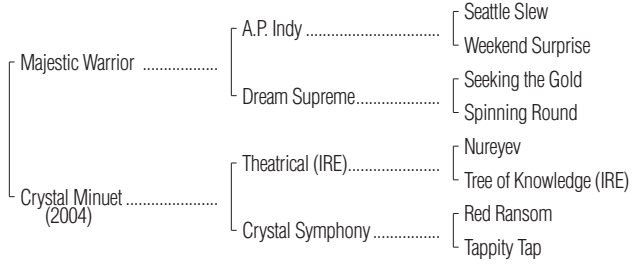 Seattle Slew
A.P. Indy ..............................
Weekend Surprise
Majestic Warrior .................
Seeking the Gold
Dream Supreme...................
Spinning Round
Nureyev
Theatrical (IRE).....................
Tree of Knowledge (IRE)
Crystal Minuet .....................
(2004)
Red Ransom
Crystal Symphony ...............
Tappity Tap